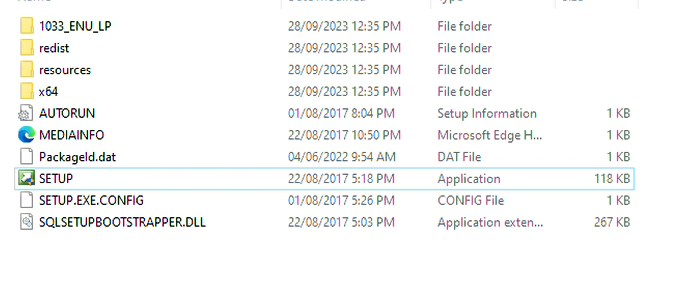 1033_ENU_LP 28/09/2023 12:35 PM File folder
redist 28/09/2023 12:35 PM File folder
resources 28/09/2023 12:35 PM File folder
x64 28/09/2023 12:35 PM File folder
AUTORUN 01/08/2017 8:04 PM Setup Information 1 KB
MEDIAINFO 22/08/2017 10:50 PM Microsoft Edge H... 1 KB
PackageId.dat 04/06/2022 9:54 AM DAT File 1 KB
SETUP 22/08/2017 5:18 PM Application 118 KB
SETUP.EXE.CONFIG 01/08/2017 5:26 PM CONFIG File 1 KB
SQLSETUPBOOTSTRAPPER.DLL 22/08/2017 5:03 PM Application exten... 267 KB